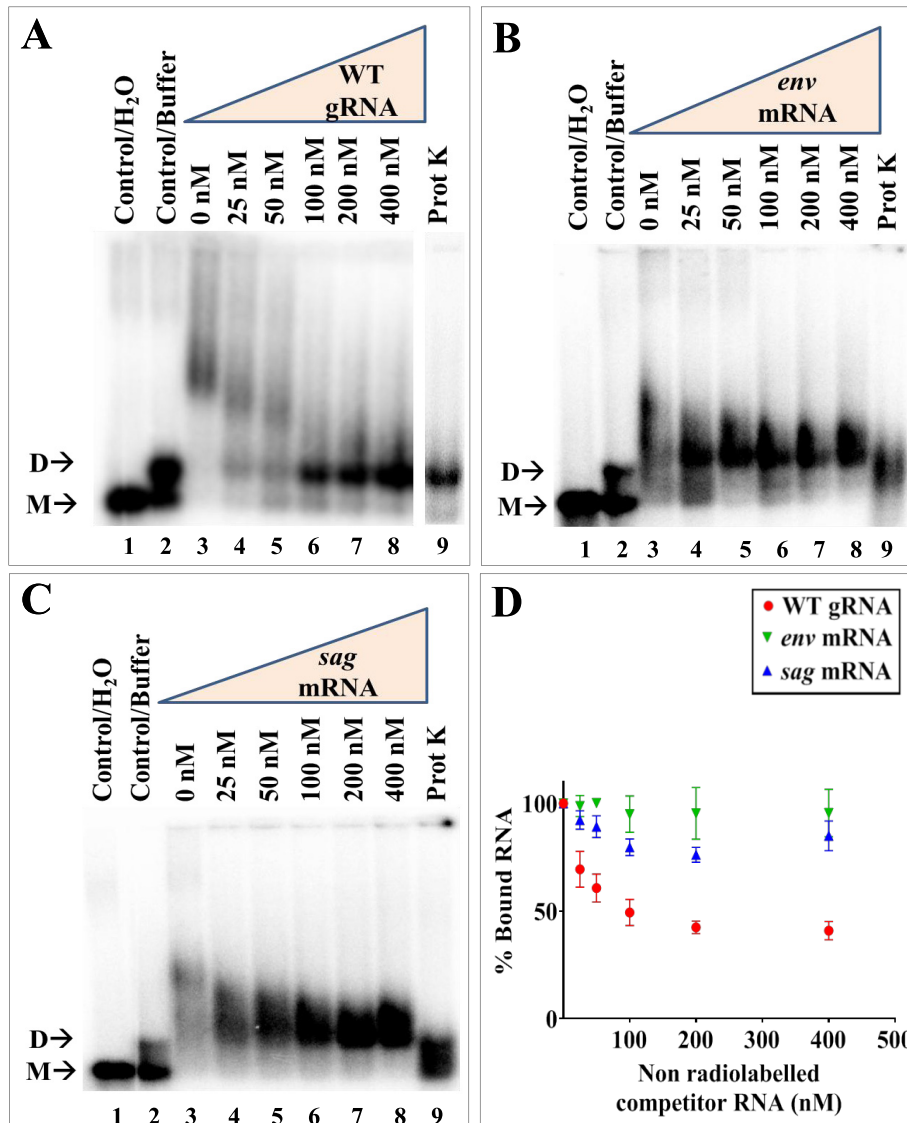 A
WT
gRNA
Control/H2O
Control/Buffer
0 nM
25 nM
50 nM
100 nM
200 nM
400 nM
Prot K
D→
M→
1 2 3 4 5 6 7 8 9
B
env
mRNA
Control/H2O
Control/Buffer
0 nM
25 nM
50 nM
100 nM
200 nM
400 nM
Prot K
D→
M→
1 2 3 4 5 6 7 8 9
C
sag
mRNA
Control/H2O
Control/Buffer
0 nM
25 nM
50 nM
100 nM
200 nM
400 nM
Prot K
D→
M→
1 2 3 4 5 6 7 8 9
D
WT gRNA
env mRNA
sag mRNA
% Bound RNA
100
50
0
100 200 300 400 500
Non radiolabelled
competitor RNA (nM)